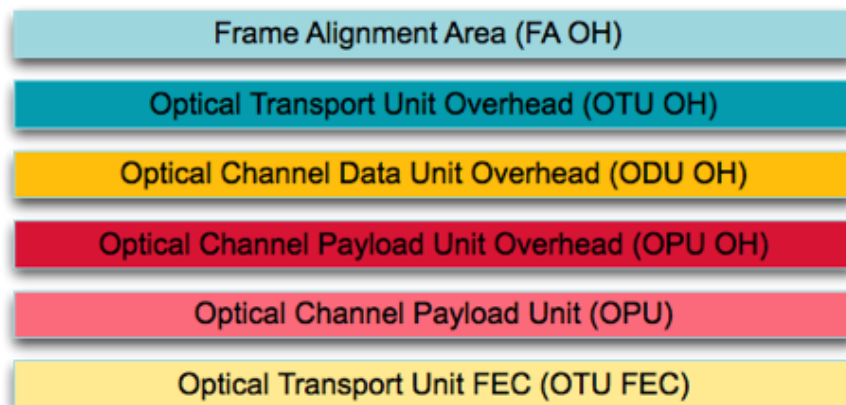 Frame Alignment Area (FA OH)
Optical Transport Unit Overhead (OTU OH)
Optical Channel Data Unit Overhead (ODU OH)
Optical Channel Payload Unit Overhead (OPU OH)
Optical Channel Payload Unit (OPU)
Optical Transport Unit FEC (OTU FEC)